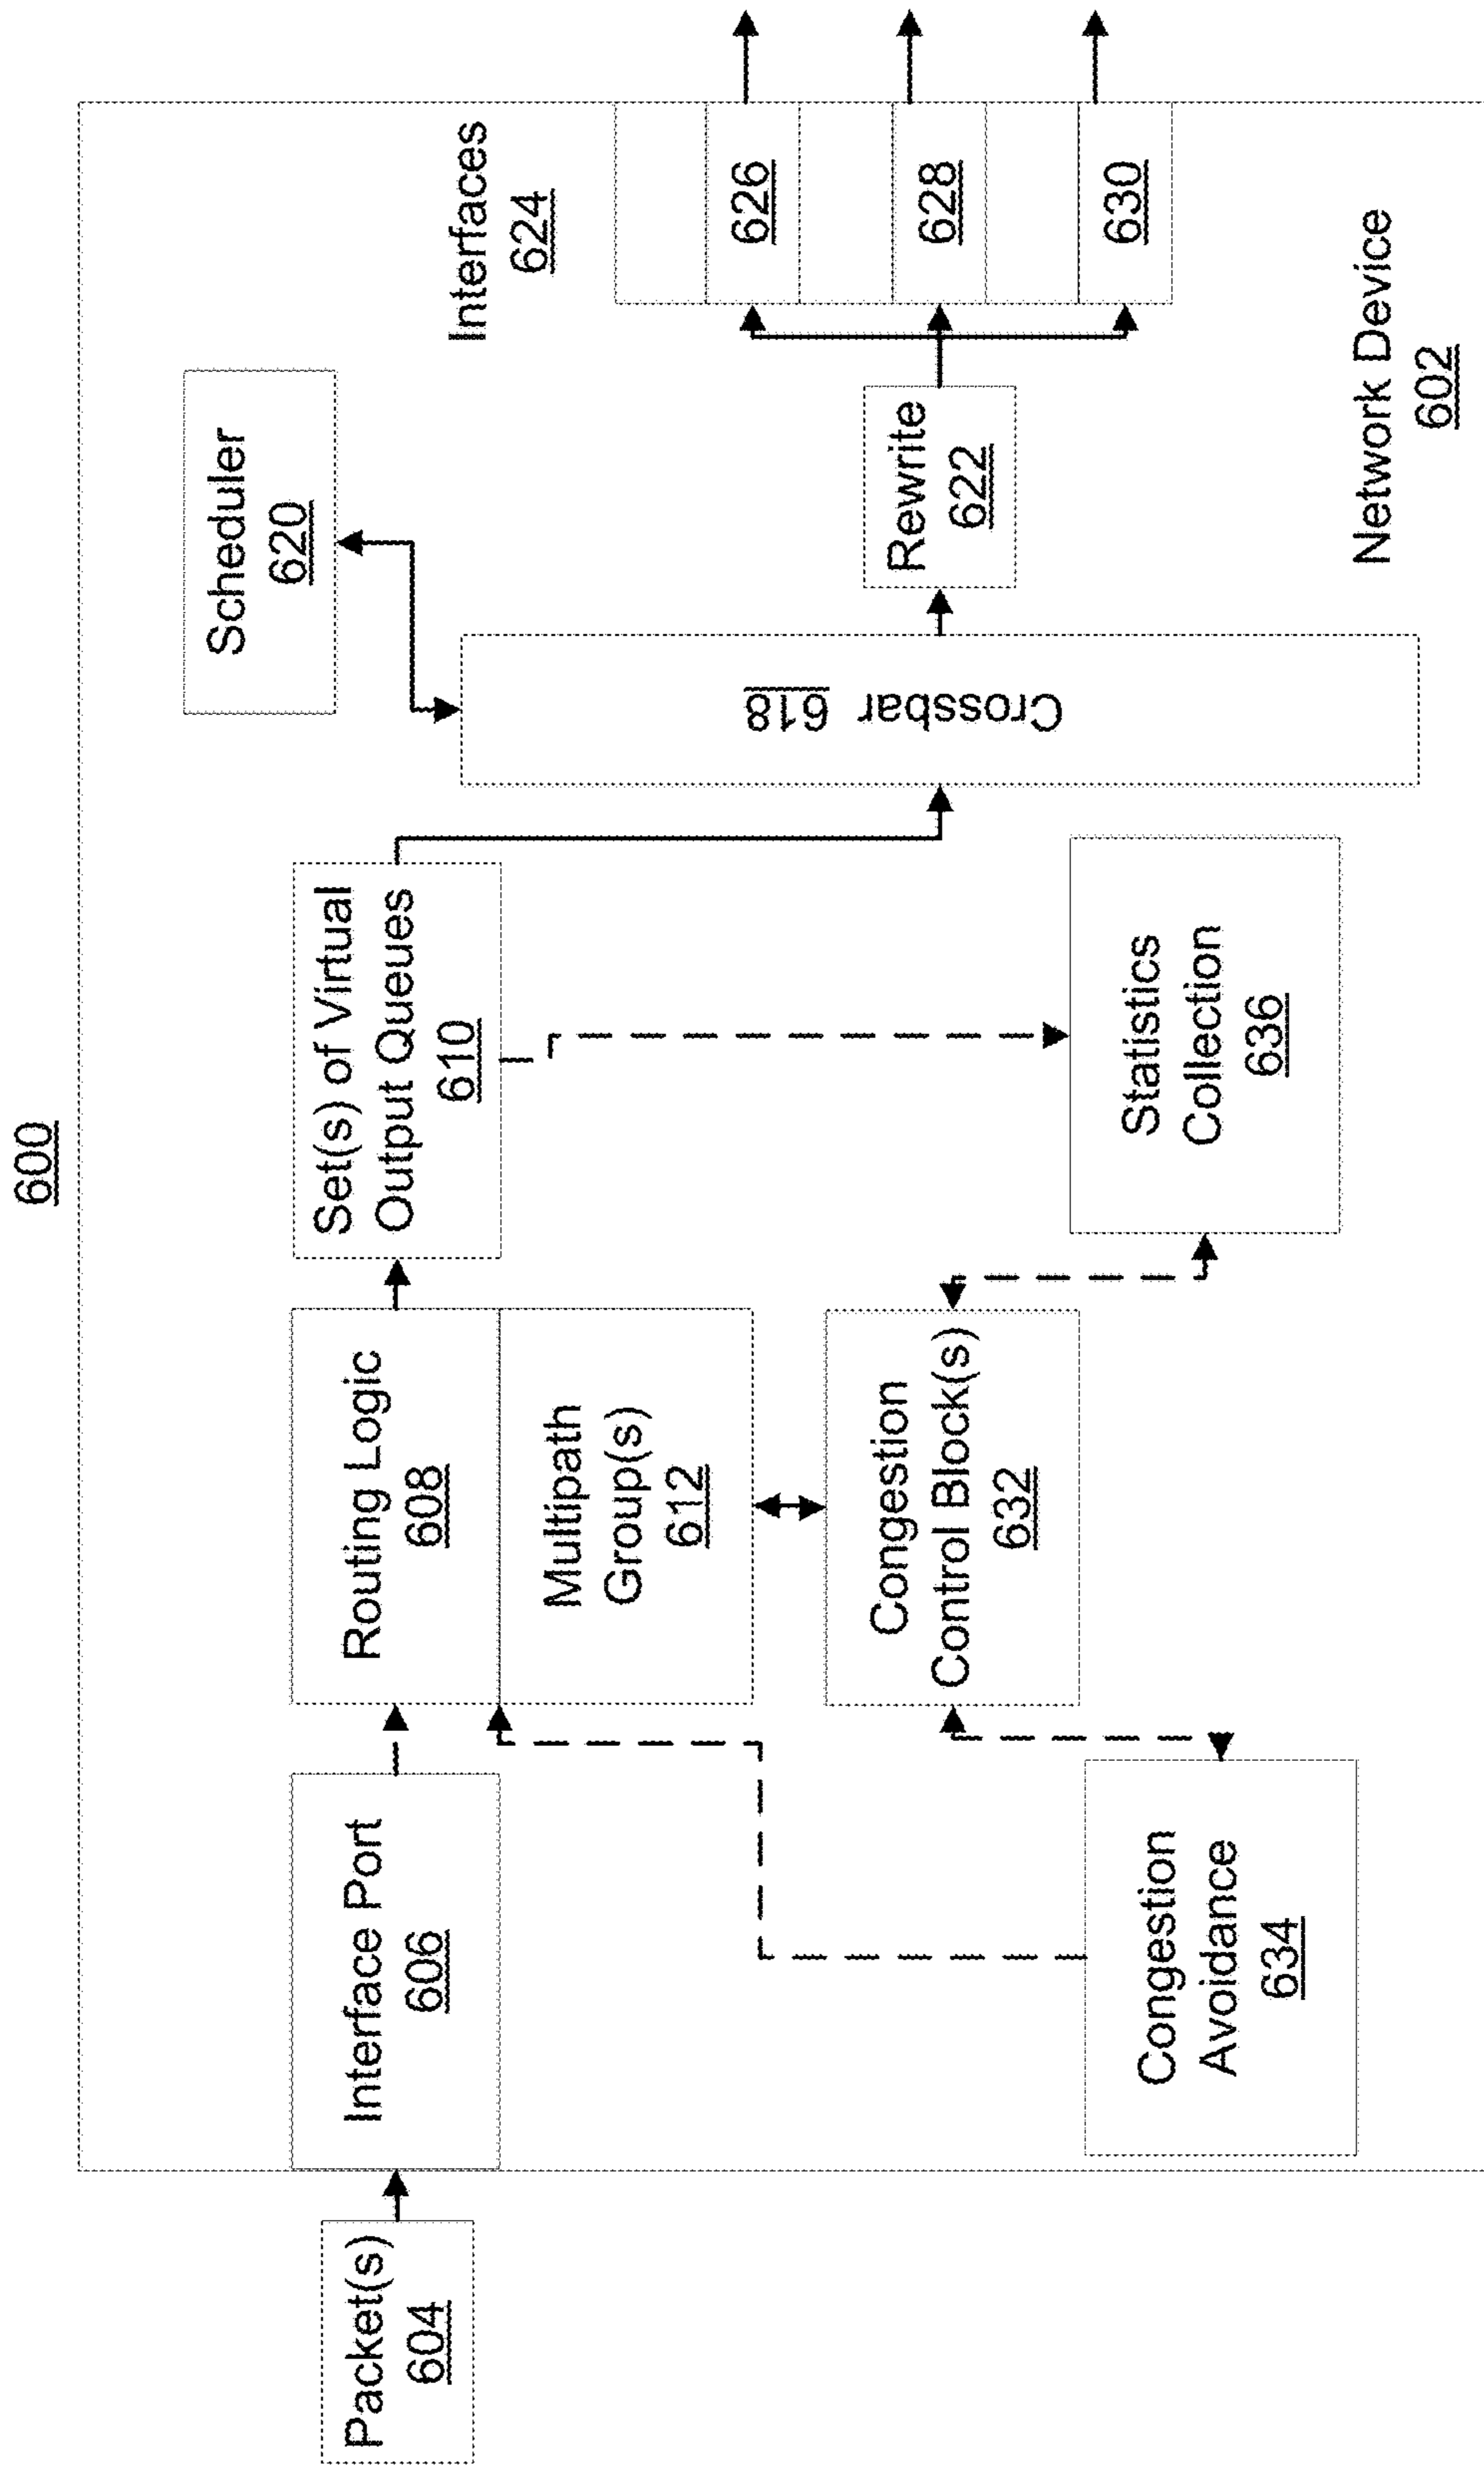 600
Packet(s)
604
Interface Port
606
Routing Logic
608
Multipath
Group(s)
612
Set(s) of Virtual
Output Queues
610
Scheduler
620
Crossbar 618
Rewrite
622
Interfaces
624
626
628
630
Congestion
Control Block(s)
632
Congestion
Avoidance
634
Statistics
Collection
636
Network Device
602